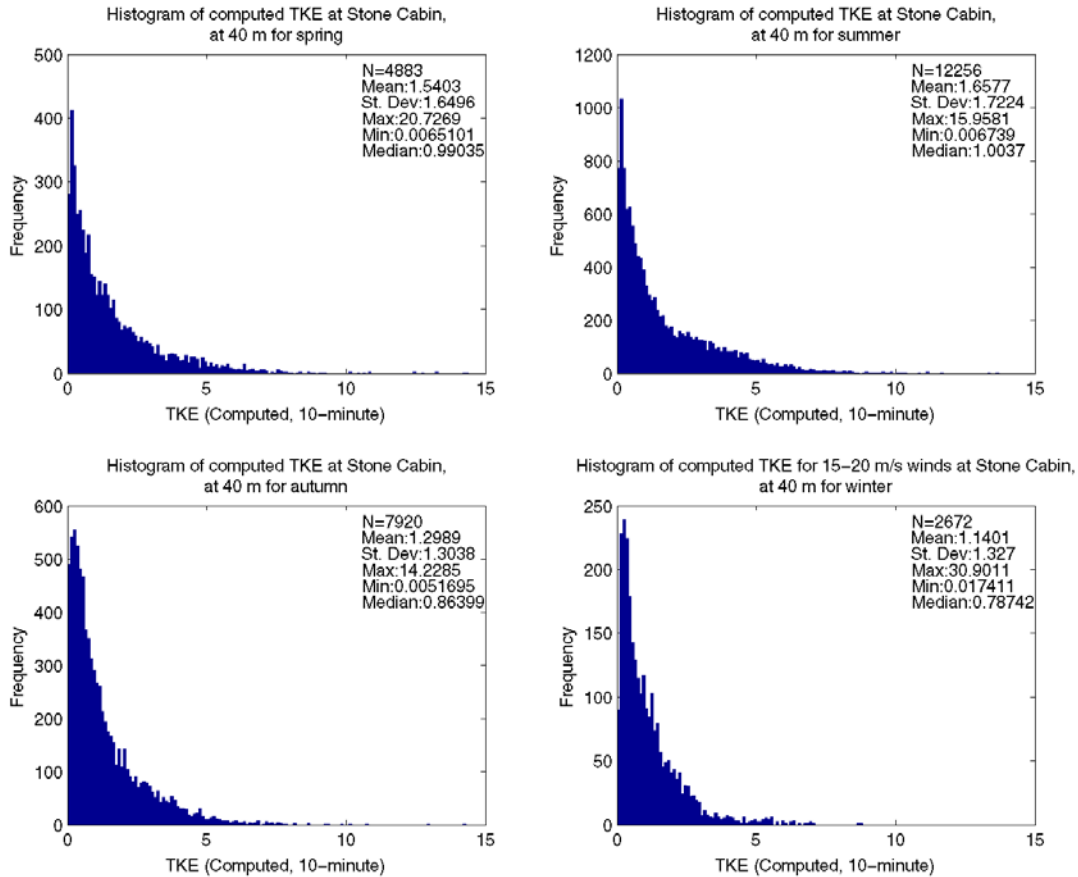 Histogram of computed TKE at Stone Cabin,
at 40 m for spring
500
400
300
200
100
0
Frequency
N=4883
Mean:1.5403
St. Dev:1.6496
Max:20.7269
Min:0.0065101
Median:0.99035
0 5 10 15
TKE (Computed, 10−minute)
Histogram of computed TKE at Stone Cabin,
at 40 m for summer
1200
1000
800
600
400
200
0
Frequency
N=12256
Mean:1.6577
St. Dev:1.7224
Max:15.9581
Min:0.006739
Median:1.0037
0 5 10 15
TKE (Computed, 10−minute)
Histogram of computed TKE at Stone Cabin,
at 40 m for autumn
600
500
400
300
200
100
0
Frequency
N=7920
Mean:1.2989
St. Dev:1.3038
Max:14.2285
Min:0.0051695
Median:0.86399
0 5 10 15
TKE (Computed, 10−minute)
Histogram of computed TKE for 15−20 m/s winds at Stone Cabin,
at 40 m for winter
250
200
150
100
50
0
Frequency
N=2672
Mean:1.1401
St. Dev:1.327
Max:30.9011
Min:0.017411
Median:0.78742
0 5 10 15
TKE (Computed, 10−minute)